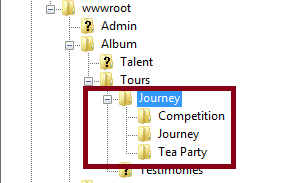 wwwroot
Admin
Album
Talent
Tours
Journey
Competition
Journey
Tea Party
Testimonies